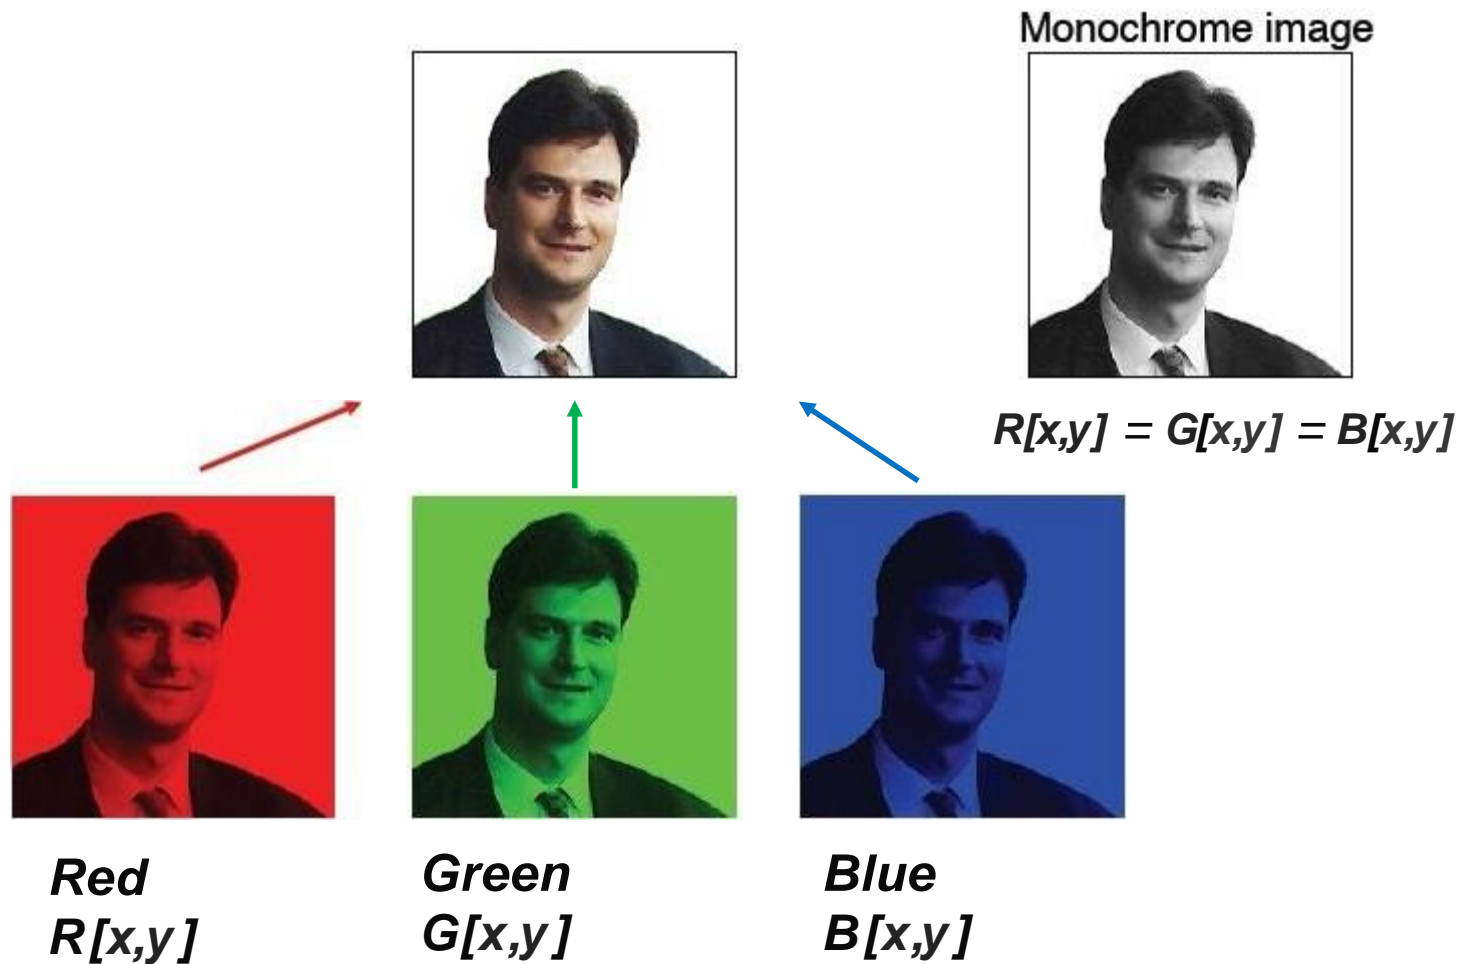 Monochrome image
R[x,y] = G[x,y] = B[x,y]
Red
R[x,y]
Green
G[x,y]
Blue
B[x,y]